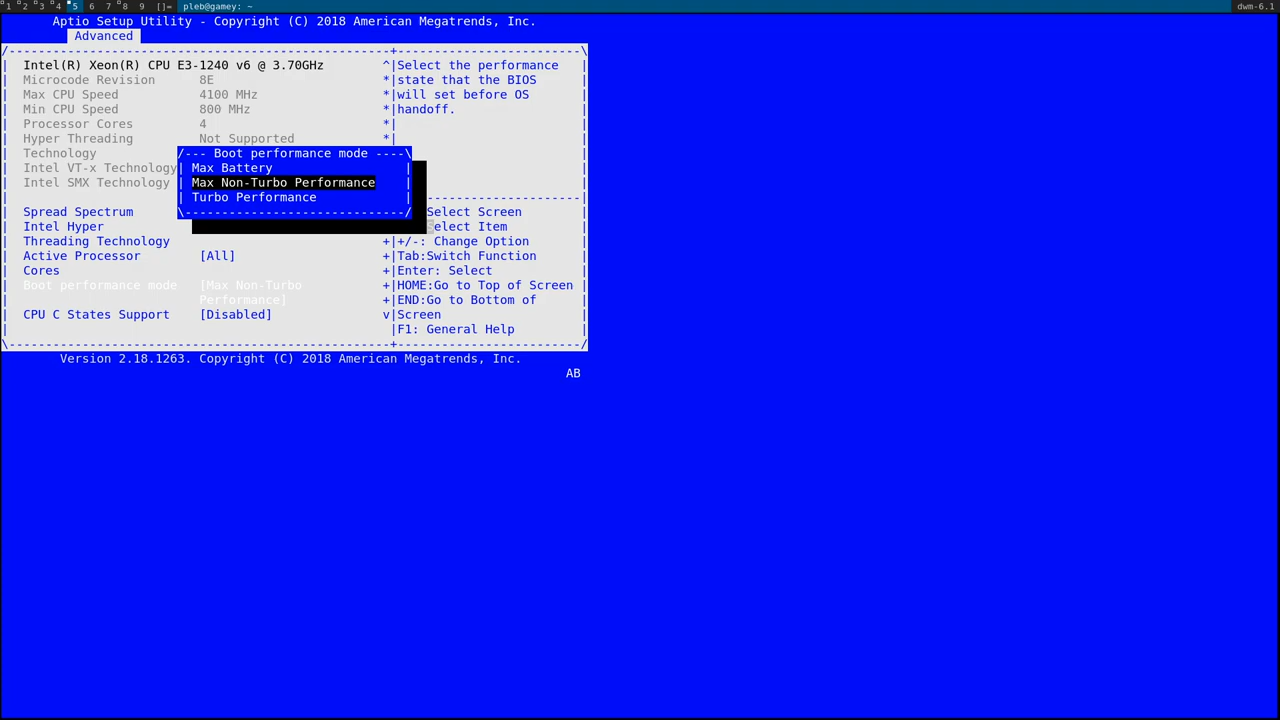 1 2 3 4 5 6 7 8 9 []= pleb@gamey: ~ dwm-6.1
Aptio Setup Utility - Copyright (C) 2018 American Megatrends, Inc.
Advanced
/----------------------------------------------------+-------------------------\
| Intel(R) Xeon(R) CPU E3-1240 v6 @ 3.70GHz ^|Select the performance |
| Microcode Revision 8E *|state that the BIOS |
| Max CPU Speed 4100 MHz *|will set before OS |
| Min CPU Speed 800 MHz *|handoff. |
| Processor Cores 4 *| |
| Hyper Threading Not Supported *| |
| Technology /--- Boot performance mode ----\ |
| Intel VT-x Technology| Max Battery | |
| Intel SMX Technology | Max Non-Turbo Performance | |
| | Turbo Performance | ---------------------|
| Spread Spectrum \------------------------------/ Select Screen |
| Intel Hyper Select Item |
| Threading Technology +|+/-: Change Option |
| Active Processor [All] +|Tab:Switch Function |
| Cores +|Enter: Select |
| Boot performance mode [Max Non-Turbo +|HOME:Go to Top of Screen |
| Performance] +|END:Go to Bottom of |
| CPU C States Support [Disabled] v|Screen |
| |F1: General Help |
\----------------------------------------------------+-------------------------/
Version 2.18.1263. Copyright (C) 2018 American Megatrends, Inc.
AB